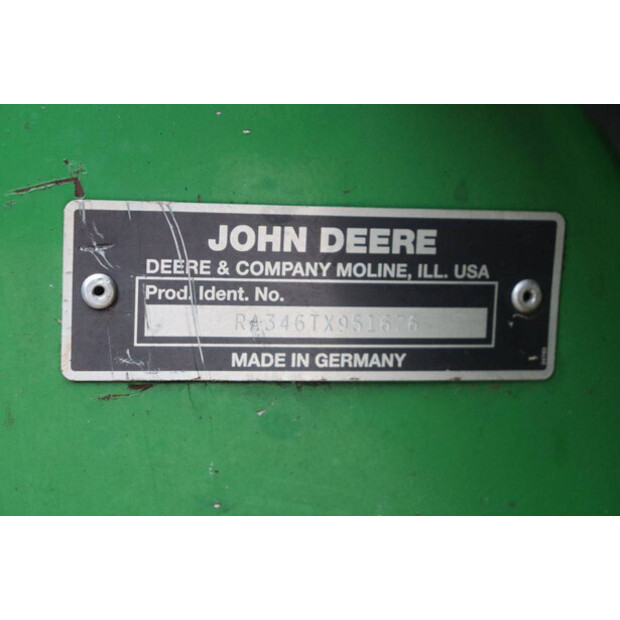 JOHN DEERE
DEERE & COMPANY MOLINE, ILL. USA
Prod. Ident. No.
MADE IN GERMANY